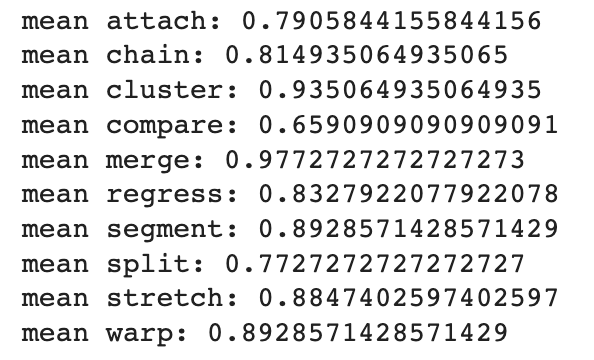 mean attach: 0.7905844155844156
mean chain: 0.814935064935065
mean cluster: 0.935064935064935
mean compare: 0.6590909090909091
mean merge: 0.9772727272727273
mean regress: 0.8327922077922078
mean segment: 0.8928571428571429
mean split: 0.7727272727272727
mean stretch: 0.8847402597402597
mean warp: 0.8928571428571429